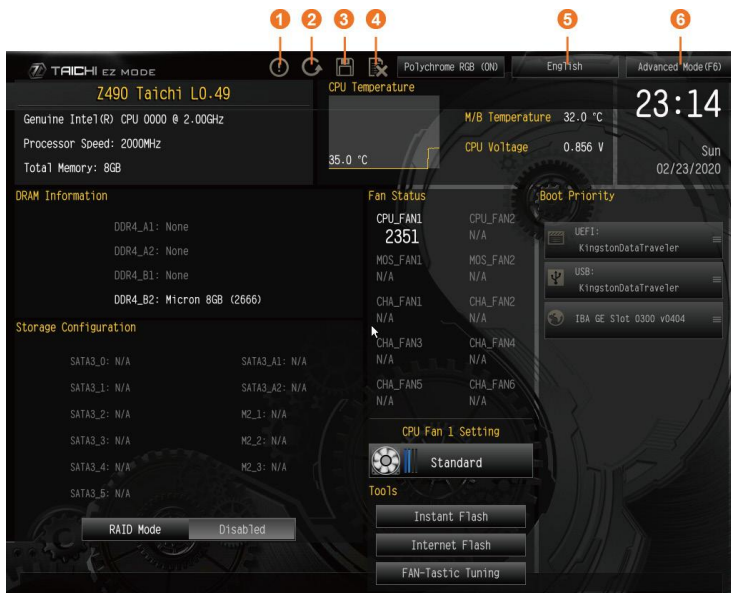 1 2 3 4 5 6
TAICHI EZ MODE
Polychrome RGB (ON)
English
Advanced Mode(F6)
Z490 Taichi L0.49
Genuine Intel(R) CPU 0000 @ 2.00GHz
Processor Speed: 2000MHz
Total Memory: 8GB
CPU Temperature
35.0 °C
M/B Temperature 32.0 °C
CPU Voltage 0.856 V
23:14
Sun
02/23/2020
DRAM Information
DDR4_A1: None
DDR4_A2: None
DDR4_B1: None
DDR4_B2: Micron 8GB (2666)
Storage Configuration
SATA3_0: N/A SATA3_A1: N/A
SATA3_1: N/A SATA3_A2: N/A
SATA3_2: N/A M2_1: N/A
SATA3_3: N/A M2_2: N/A
SATA3_4: N/A M2_3: N/A
SATA3_5: N/A
RAID Mode Disabled
Fan Status
CPU_FAN1 CPU_FAN2
2351 N/A
MOS_FAN1 MOS_FAN2
N/A N/A
CHA_FAN1 CHA_FAN2
N/A N/A
CHA_FAN3 CHA_FAN4
N/A N/A
CHA_FAN5 CHA_FAN6
N/A N/A
CPU Fan 1 Setting
Standard
Tools
Instant Flash
Internet Flash
FAN-Tastic Tuning
Boot Priority
UEFI:
KingstonDataTraveler
USB:
KingstonDataTraveler
IBA GE Slot 0300 v0404